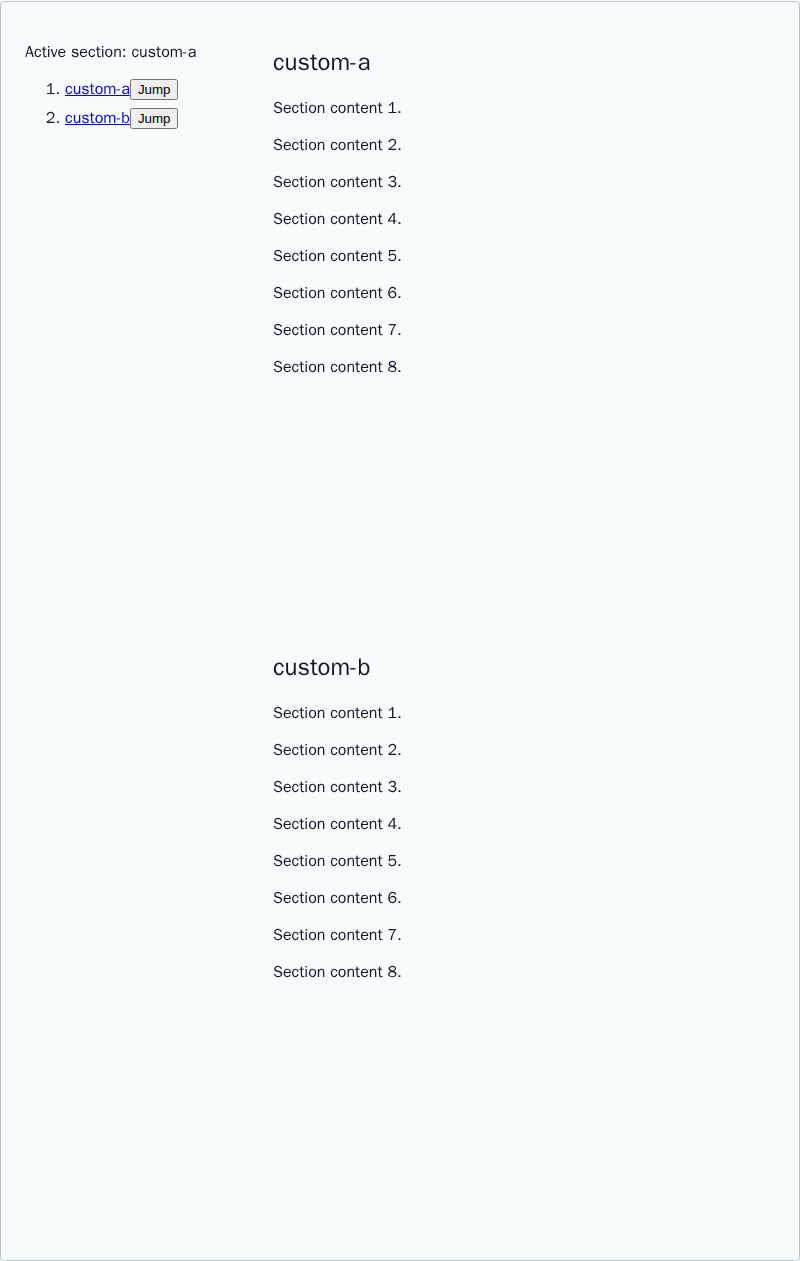 Active section: custom-a
1. custom-a Jump
2. custom-b Jump
custom-a
Section content 1.
Section content 2.
Section content 3.
Section content 4.
Section content 5.
Section content 6.
Section content 7.
Section content 8.
custom-b
Section content 1.
Section content 2.
Section content 3.
Section content 4.
Section content 5.
Section content 6.
Section content 7.
Section content 8.